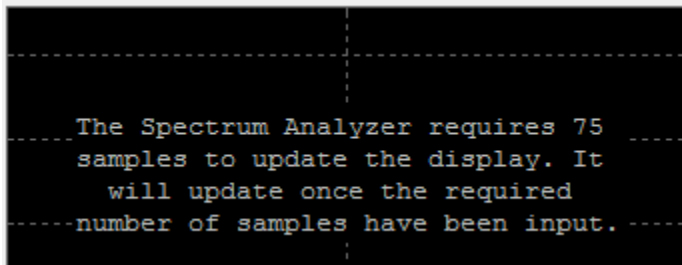 The Spectrum Analyzer requires 75
samples to update the display. It
will update once the required
number of samples have been input.